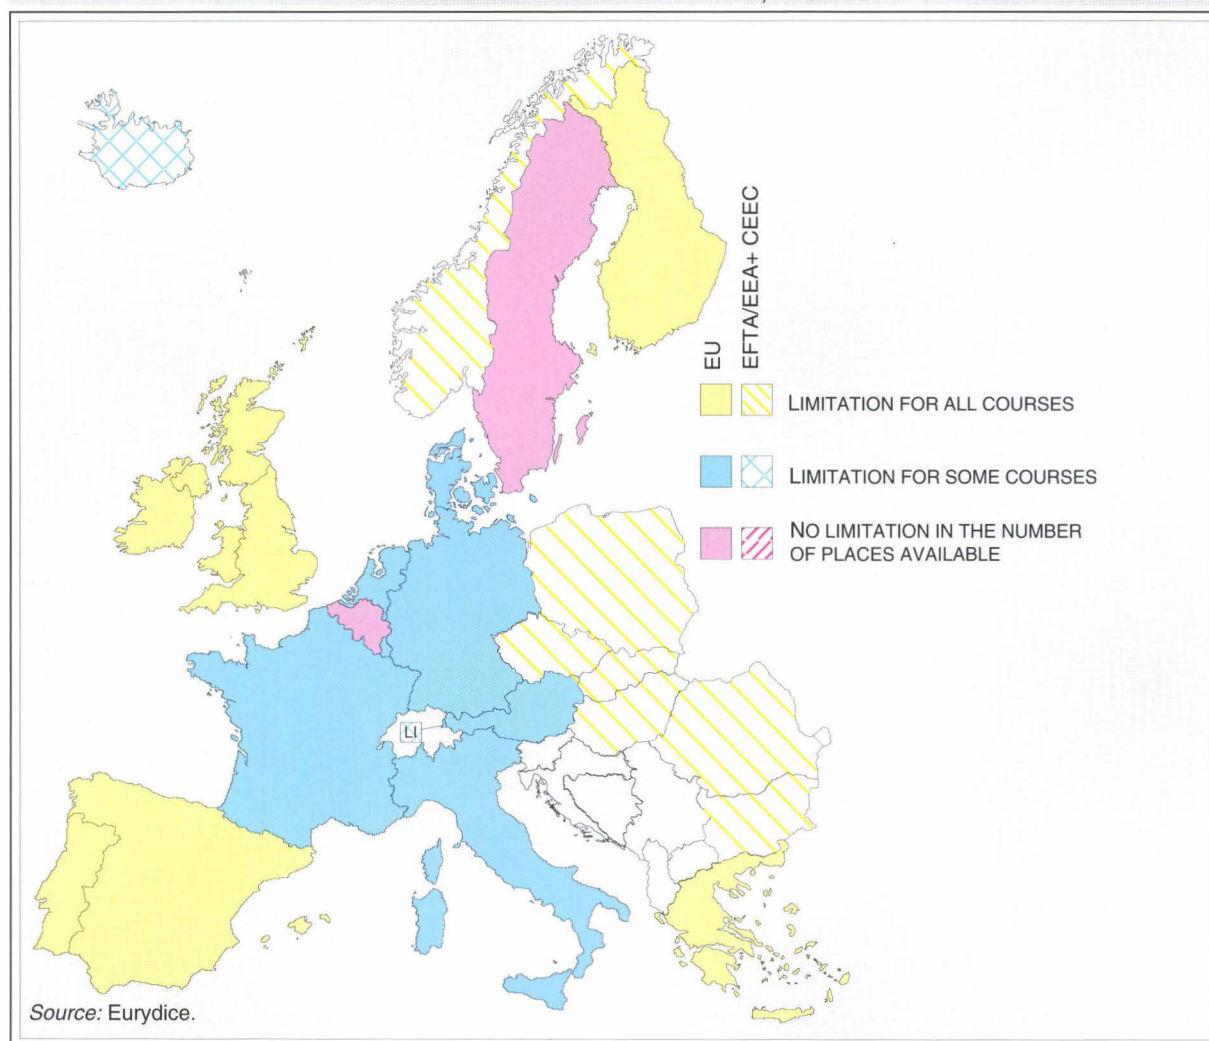 EU
EFTA/EEA+ CEEC
LIMITATION FOR ALL COURSES
LIMITATION FOR SOME COURSES
NO LIMITATION IN THE NUMBER
OF PLACES AVAILABLE
LI
Source: Eurydice.